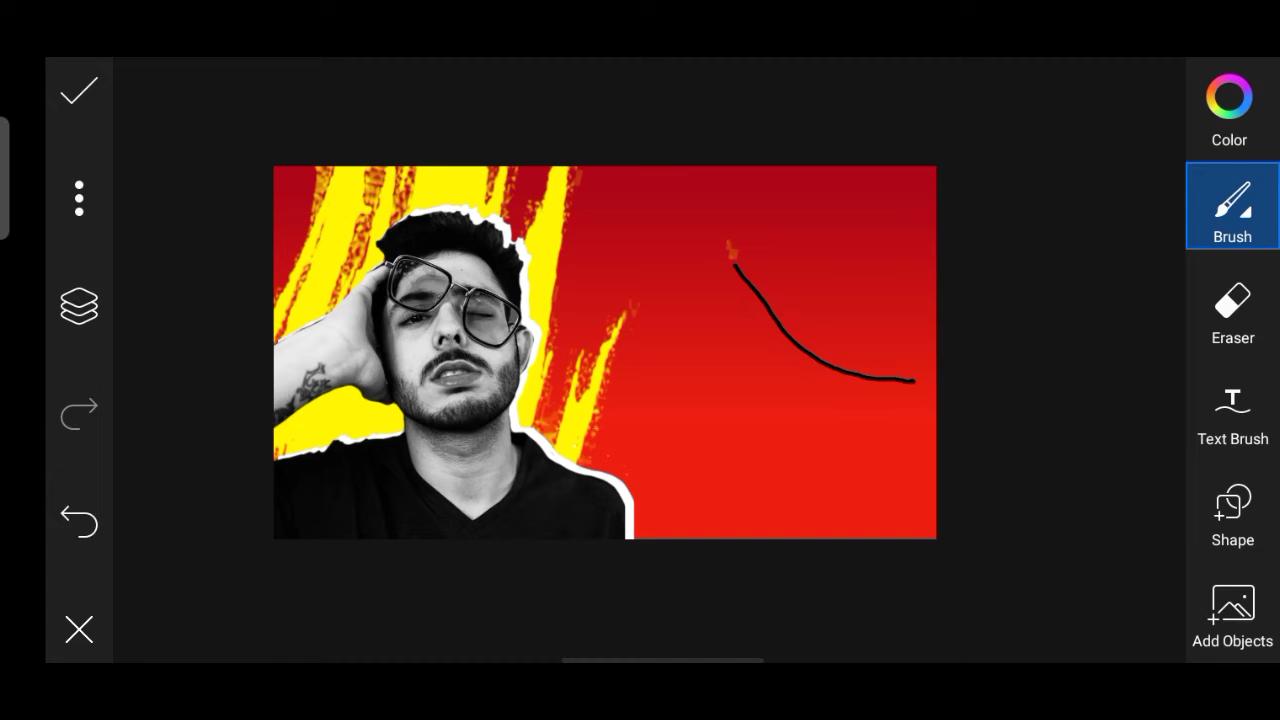 Color
Brush
Eraser
Text Brush
Shape
Add Objects